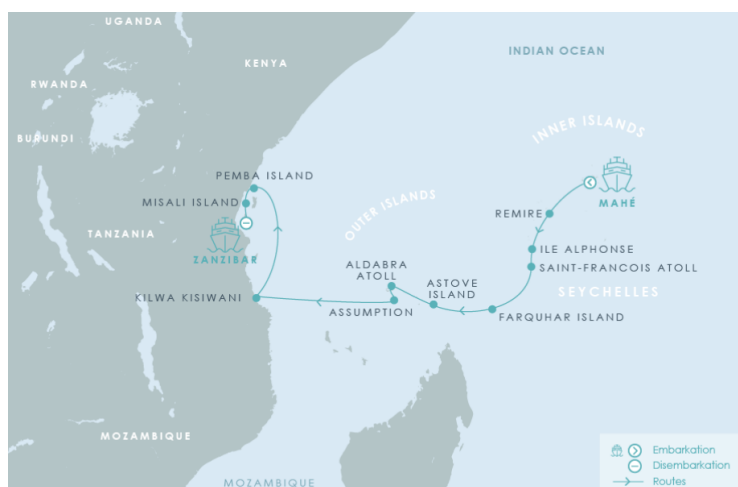 UGANDA
INDIAN OCEAN
KENYA
RWANDA
INNER ISLANDS
BURUNDI
PEMBA ISLAND
MISALI ISLAND
MAHÉ
OUTER ISLANDS
REMIRE
TANZANIA
ILE ALPHONSE
ZANZIBAR
ALDABRA
ATOLL
SAINT-FRANCOIS ATOLL
ASTOVE
ISLAND
SEYCHELLES
KILWA KISIWANI
ASSUMPTION
FARQUHAR ISLAND
MOZAMBIQUE
Embarkation
Disembarkation
Routes
MOZAMBIQUE